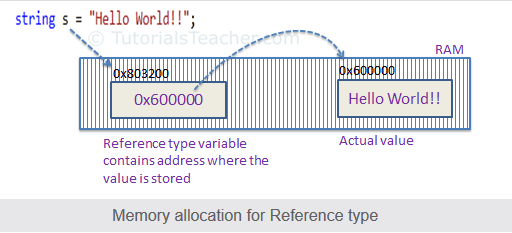 string s = "Hello World!!";
© TutorialsTeacher.com
RAM
0x803200
0x600000
0x600000
Hello World!!
Reference type variable
contains address where the
value is stored
Actual value
Memory allocation for Reference type